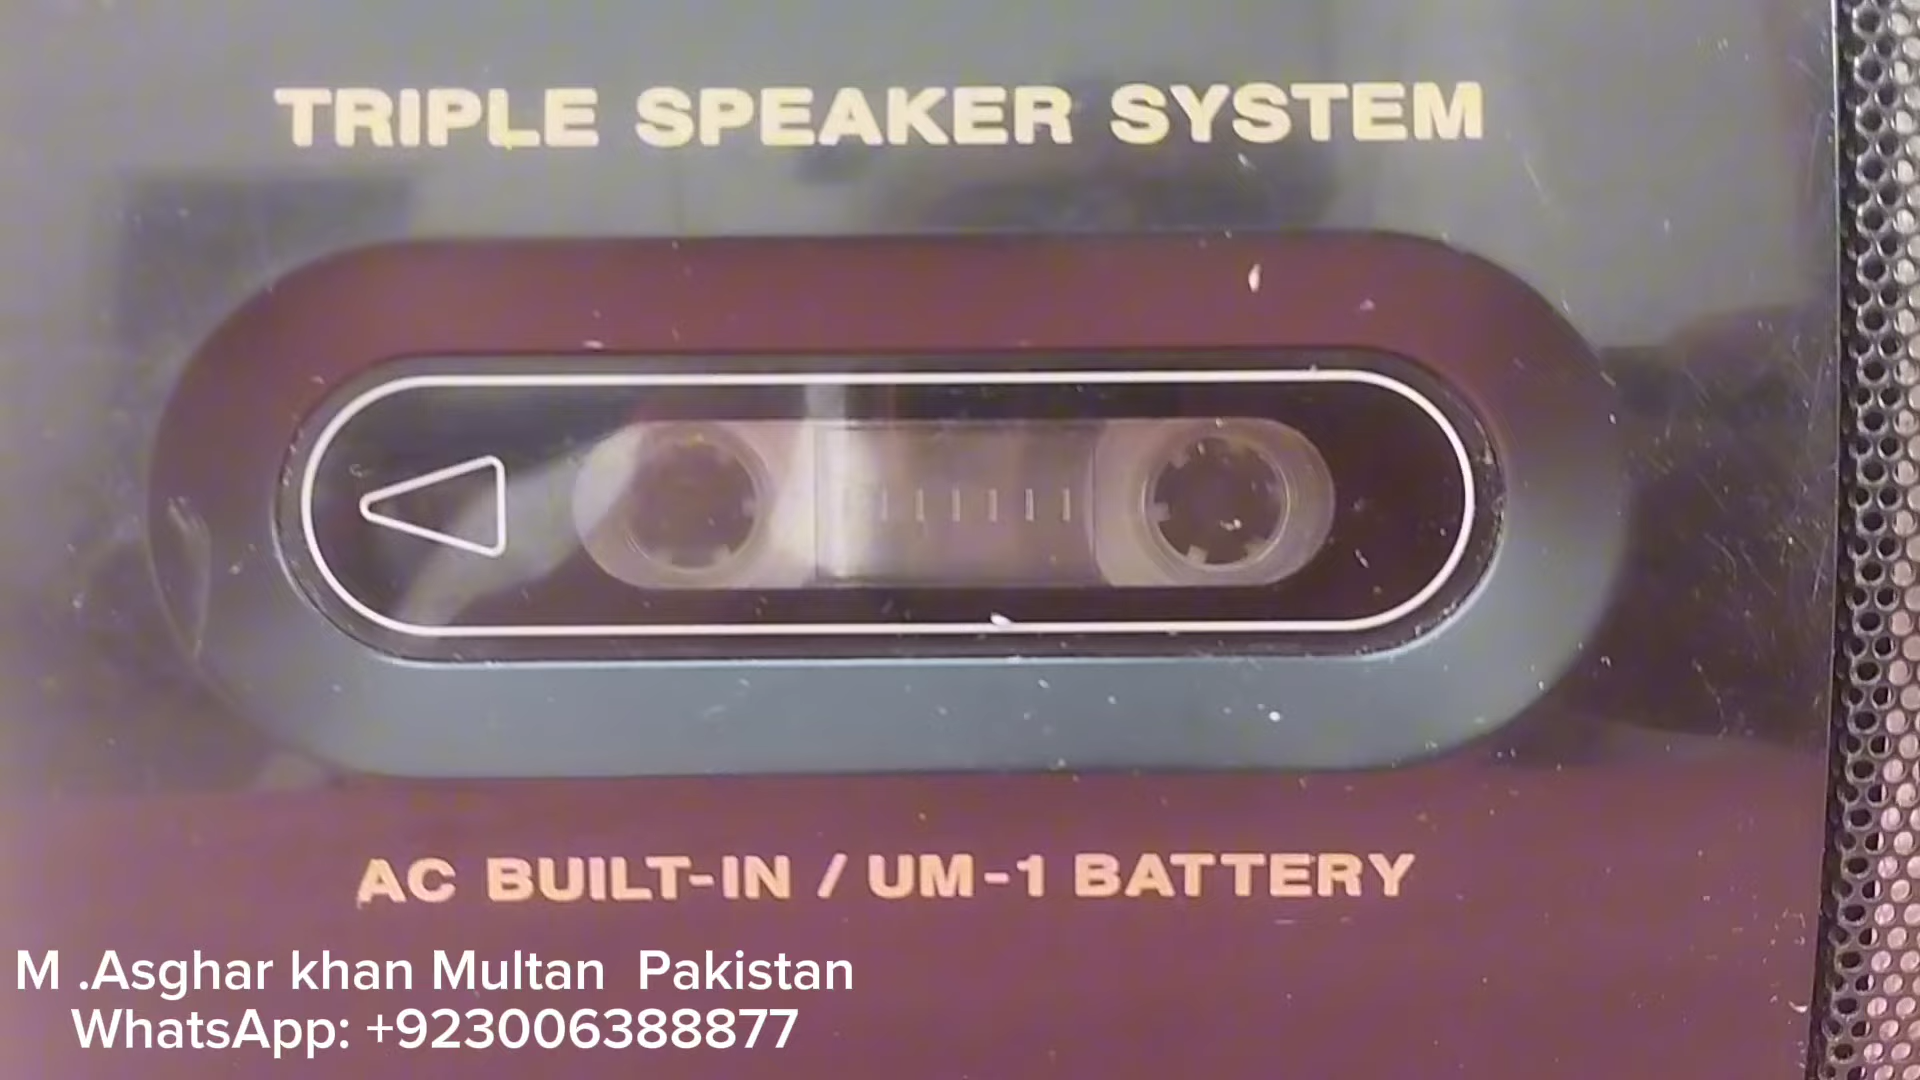 TRIPLE SPEAKER SYSTEM
AC BUILT-IN / UM-1 BATTERY
M .Asghar khan Multan  Pakistan
WhatsApp: +923006388877